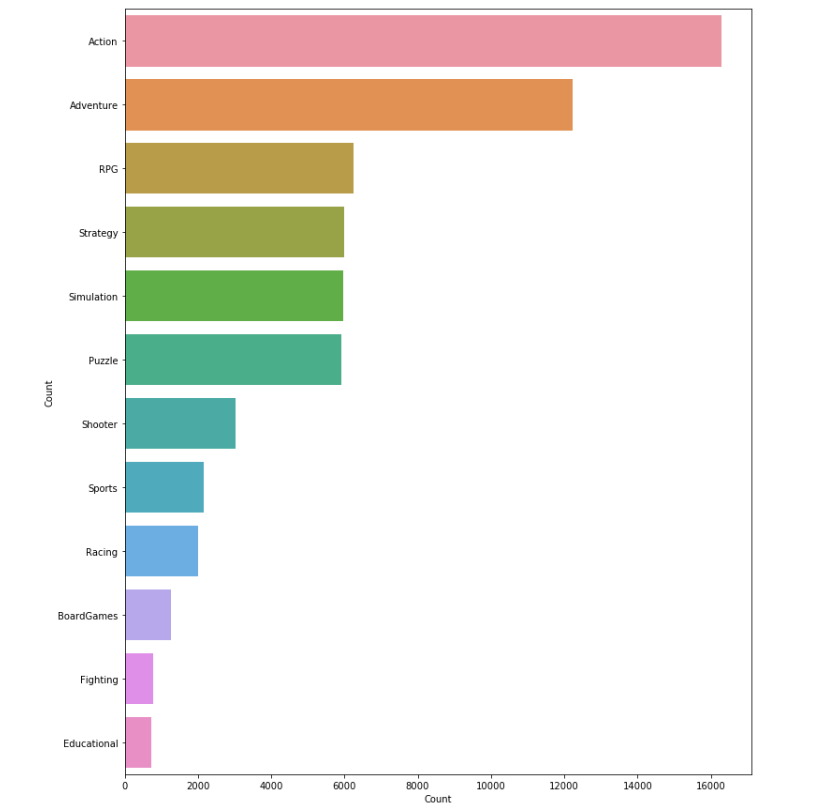 Action
Adventure
RPG
Strategy
Simulation
Puzzle
Count
Shooter
Sports
Racing
BoardGames
Fighting
Educational
0 2000 4000 6000 8000 10000 12000 14000 16000
Count